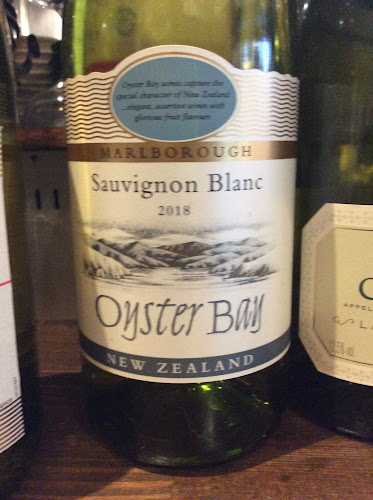 Oyster Bay wines capture the
special character of New Zealand
...elegant, assertive wines with
glorious fruit flavours
MARLBOROUGH
Sauvignon Blanc
2018
Oyster Bay
NEW ZEALAND
APPEL